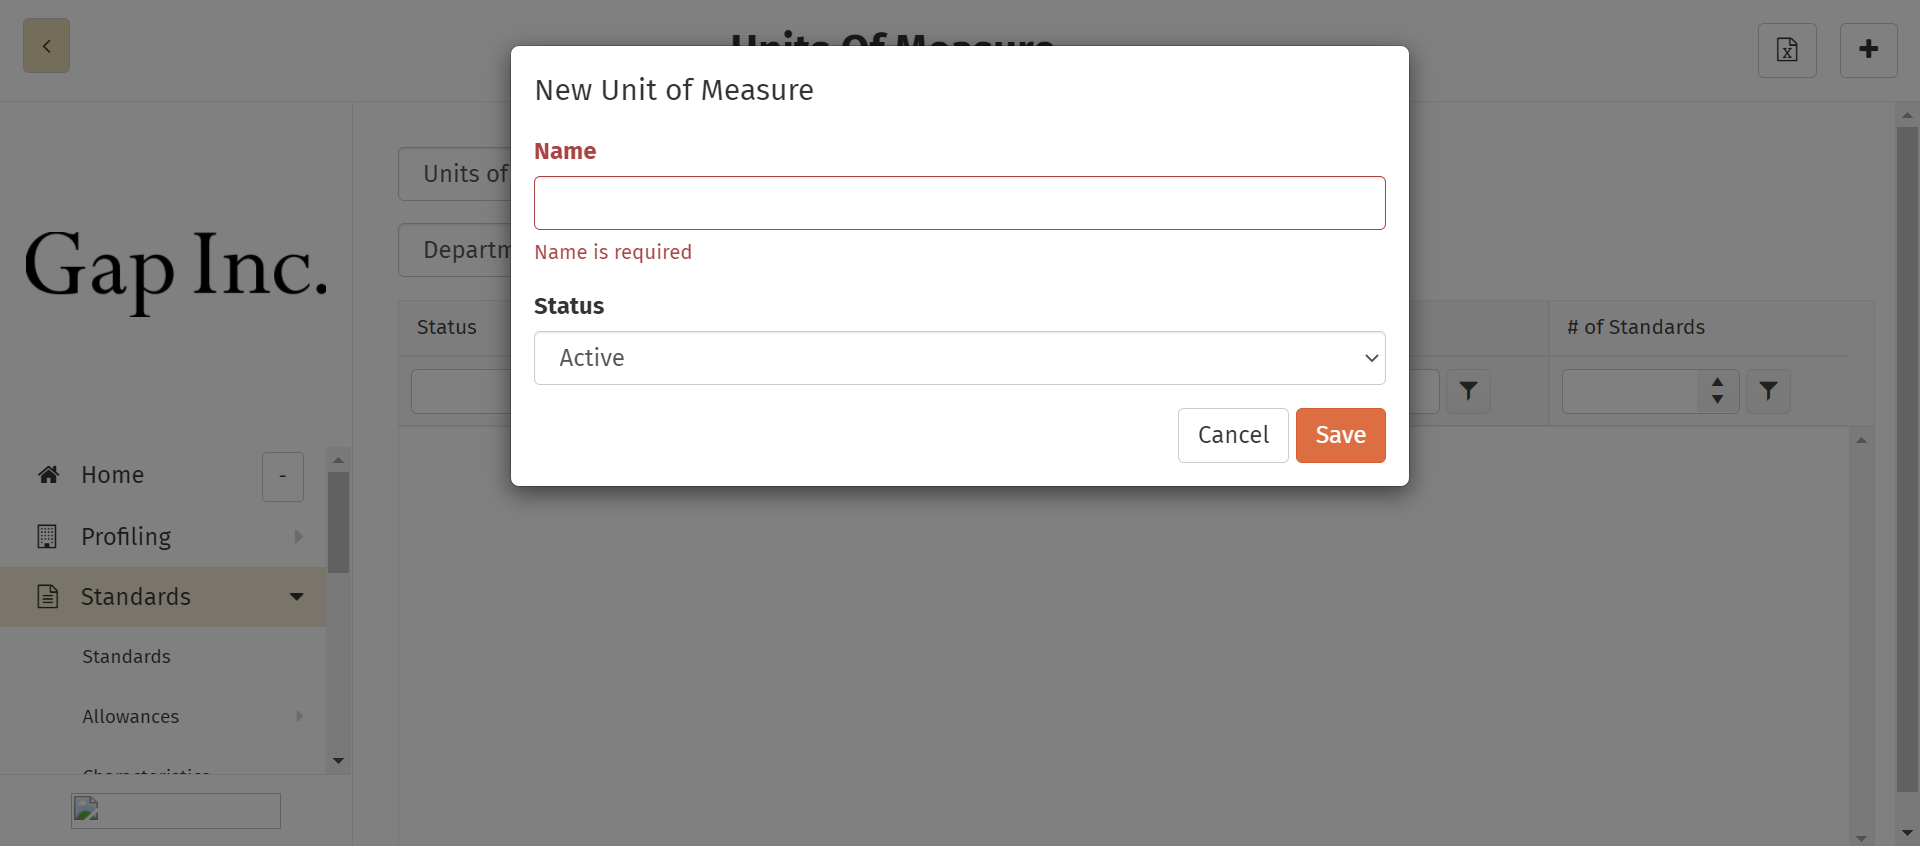 Units Of Measure
New Unit of Measure
Name
Name is required
Status
Active
Cancel
Save
Units of
Status
# of Standards
Gap Inc.
Home
-
Profiling
Standards
Standards
Allowances
Characteristics